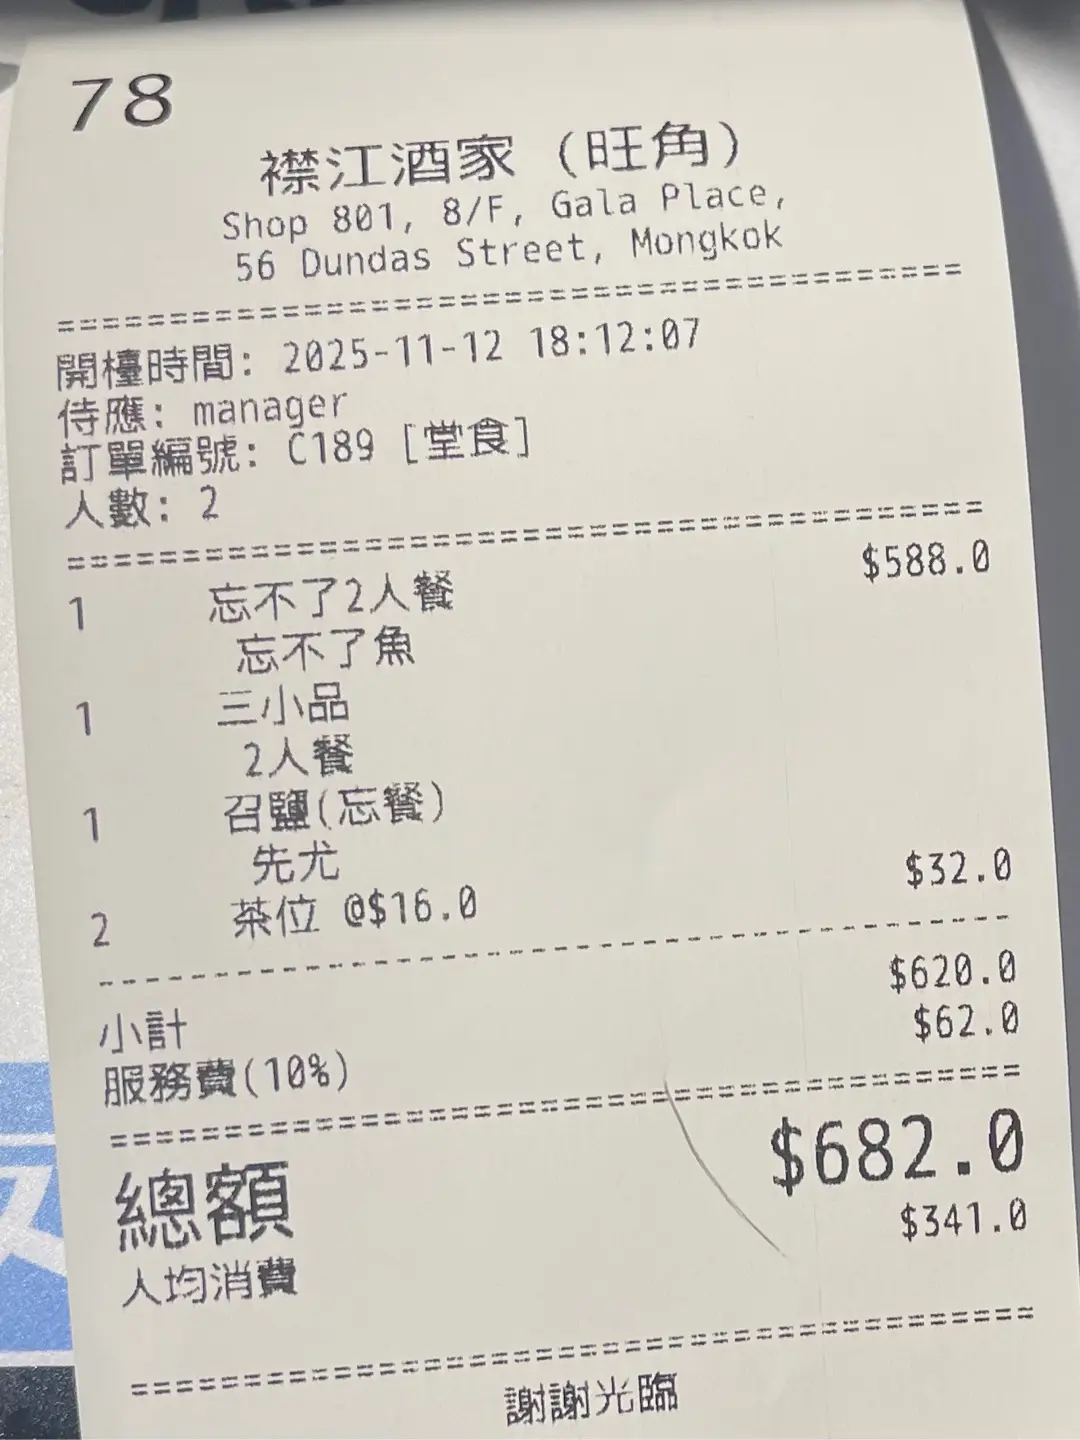 78
襟江酒家 (旺角)
Shop 801, 8/F, Gala Place,
56 Dundas Street, Mongkok
開檯時間: 2025-11-12 18:12:07
侍應: manager
訂單編號: C189 [堂食]
人數: 2
1 忘不了2人餐 $588.0
忘不了魚
1 三小品
2人餐
1 召鹽(忘餐)
先尤
2 茶位 @$16.0 $32.0
小計 $620.0
服務費(10%) $62.0
總額 $682.0
人均消費 $341.0
謝謝光臨